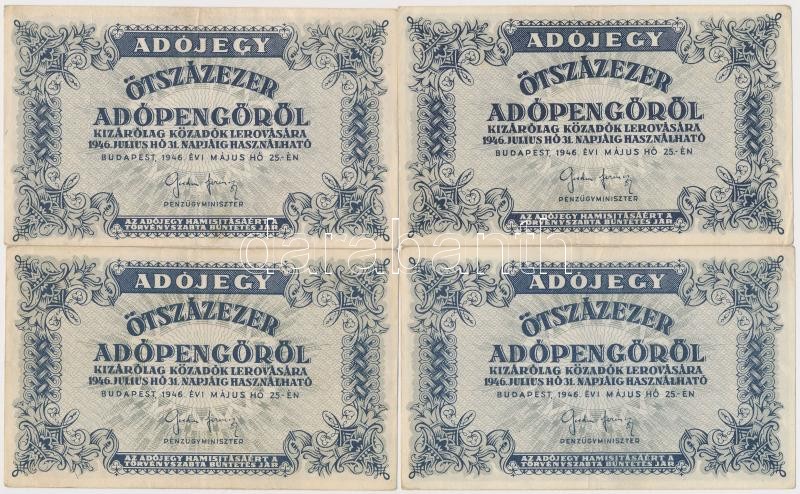 ADÓJEGY
ÖTSZÁZEZER
ADÓPENGŐRŐL
KIZÁRÓLAG KÖZADÓK LEROVÁSÁRA
1946. JULIUS HÓ 31. NAPJÁIG HASZNÁLHATÓ
BUDAPEST, 1946. ÉVI MÁJUS HÓ 25.-ÉN
PÉNZÜGYMINISZTER
AZ ADÓJEGY HAMISITÁSAÉRT A
TÖRVÉNYSZABTA BÜNTETÉS JÁR
ADÓJEGY
ÖTSZÁZEZER
ADÓPENGŐRŐL
KIZÁRÓLAG KÖZADÓK LEROVÁSÁRA
1946. JULIUS HÓ 31. NAPJÁIG HASZNÁLHATÓ
BUDAPEST, 1946. ÉVI MÁJUS HÓ 25.-ÉN
PÉNZÜGYMINISZTER
AZ ADÓJEGY HAMISITÁSAÉRT A
TÖRVÉNYSZABTA BÜNTETÉS JÁR
darabanth
ADÓJEGY
ÖTSZÁZEZER
ADÓPENGŐRŐL
KIZÁRÓLAG KÖZADÓK LEROVÁSÁRA
1946. JULIUS HÓ 31. NAPJÁIG HASZNÁLHATÓ
BUDAPEST, 1946. ÉVI MÁJUS HÓ 25.-ÉN
PÉNZÜGYMINISZTER
AZ ADÓJEGY HAMISITÁSAÉRT A
TÖRVÉNYSZABTA BÜNTETÉS JÁR
ADÓJEGY
ÖTSZÁZEZER
ADÓPENGŐRŐL
KIZÁRÓLAG KÖZADÓK LEROVÁSÁRA
1946. JULIUS HÓ 31. NAPJÁIG HASZNÁLHATÓ
BUDAPEST, 1946. ÉVI MÁJUS HÓ 25.-ÉN
PÉNZÜGYMINISZTER
AZ ADÓJEGY HAMISITÁSAÉRT A
TÖRVÉNYSZABTA BÜNTETÉS JÁR